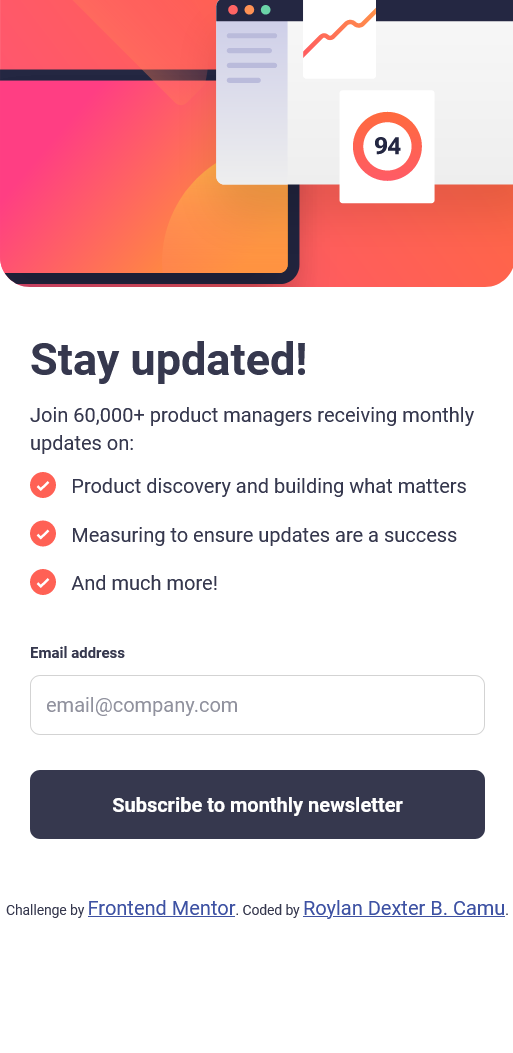 94
Stay updated!
Join 60,000+ product managers receiving monthly
updates on:
Product discovery and building what matters
Measuring to ensure updates are a success
And much more!
Email address
email@company.com
Subscribe to monthly newsletter
Challenge by Frontend Mentor. Coded by Roylan Dexter B. Camu.